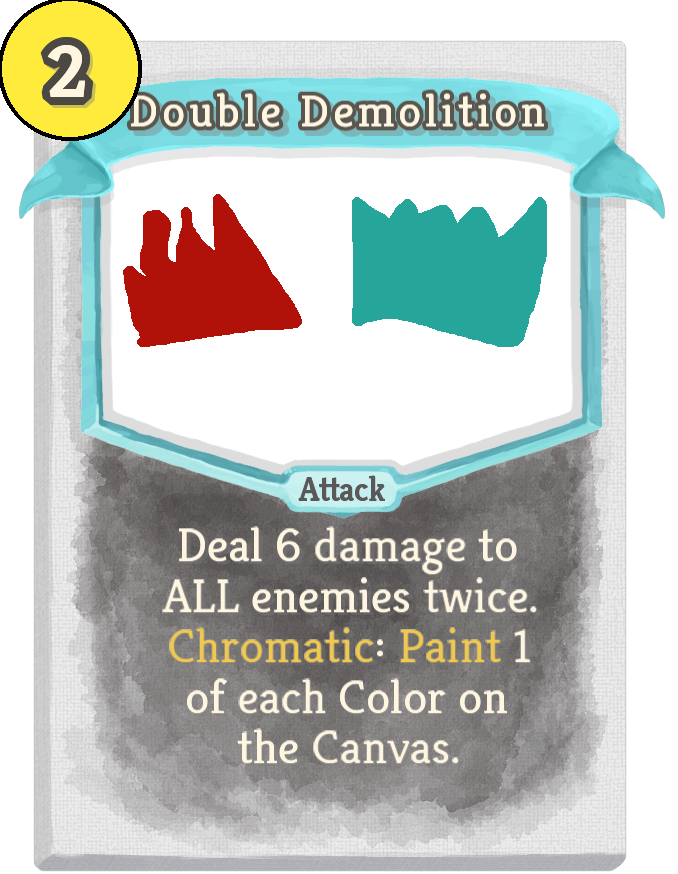 2
Double Demolition
Attack
Deal 6 damage to
ALL enemies twice.
Chromatic: Paint 1
of each Color on
the Canvas.